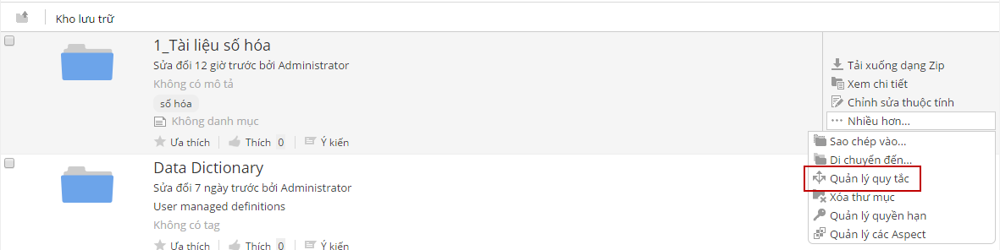 Kho lưu trữ
1_Tài liệu số hóa
Sửa đổi 12 giờ trước bởi Administrator
Không có mô tả
số hóa
Không danh mục
Ưa thích Thích 0 Ý kiến
Tải xuống dạng Zip
Xem chi tiết
Chỉnh sửa thuộc tính
Nhiều hơn...
Sao chép vào...
Di chuyển đến...
Quản lý quy tắc
Xóa thư mục
Quản lý quyền hạn
Quản lý các Aspect
Data Dictionary
Sửa đổi 7 ngày trước bởi Administrator
User managed definitions
Không có tag
Ưa thích Thích 0 Ý kiến